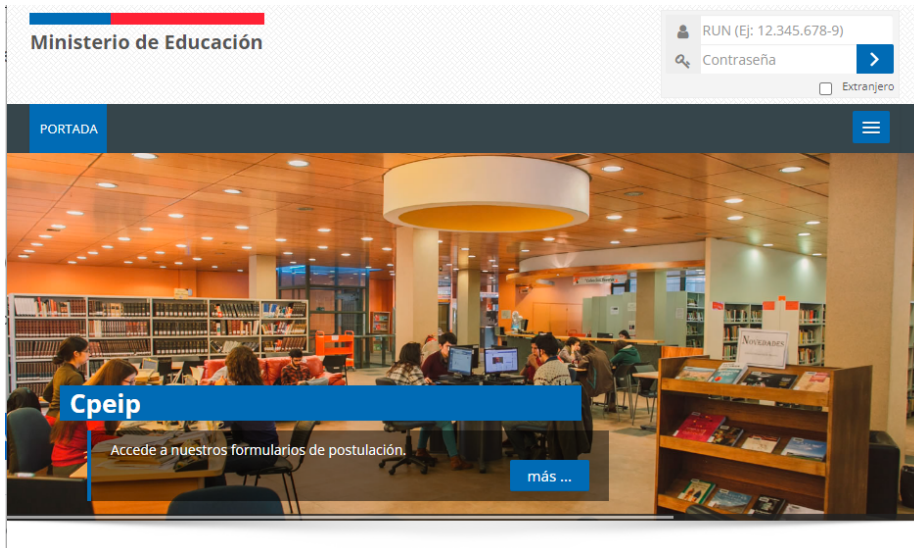 Ministerio de Educación
RUN (Ej: 12.345.678-9)
Contraseña
Extranjero
PORTADA
NOVEDADES
Cpeip
Accede a nuestros formularios de postulación.
más ...